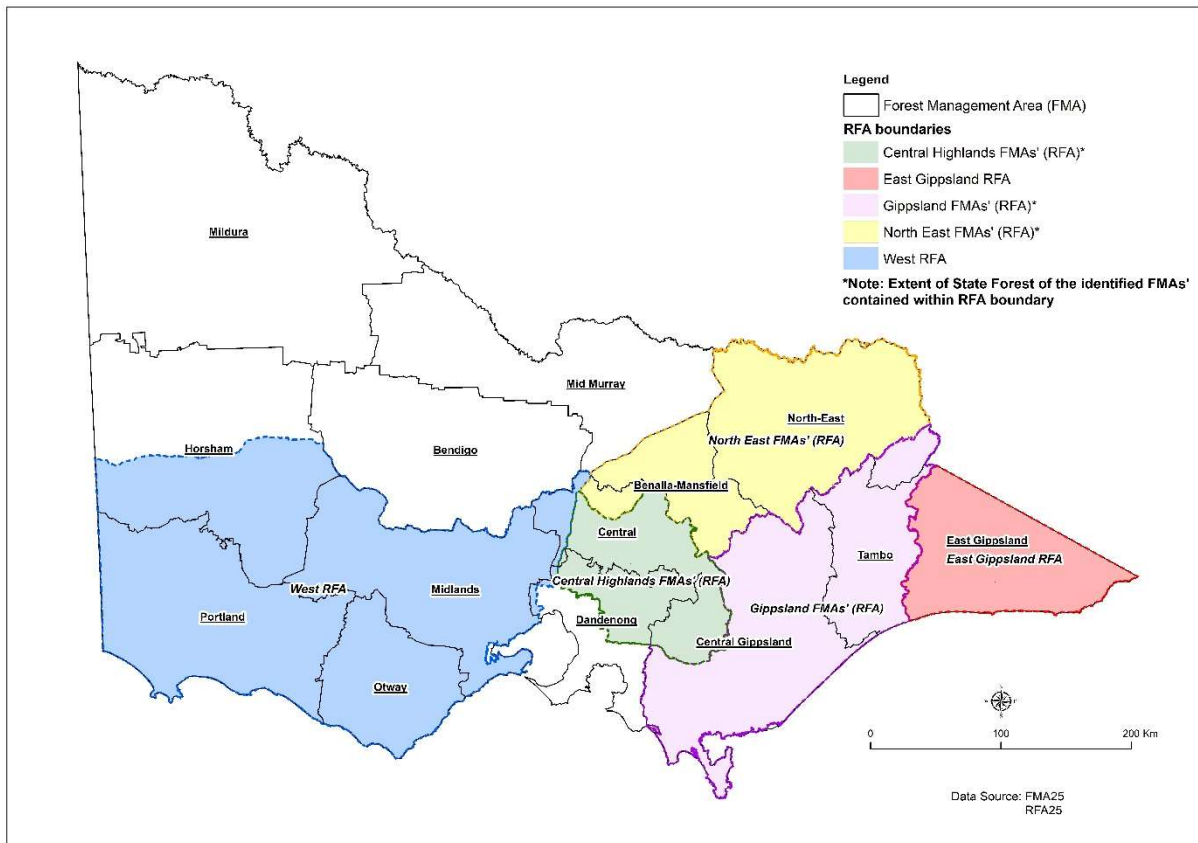 Legend
Forest Management Area (FMA)
RFA boundaries
Central Highlands FMAs' (RFA)*
East Gippsland RFA
Gippsland FMAs' (RFA)*
North East FMAs' (RFA)*
West RFA
*Note: Extent of State Forest of the identified FMAs'
contained within RFA boundary
Mildura
Mid Murray
North-East
North East FMAs' (RFA)
Horsham
Bendigo
Benalla-Mansfield
Central
Tambo
East Gippsland
East Gippsland RFA
Central Highlands FMAs' (RFA)
West RFA
Midlands
Gippsland FMAs' (RFA)
Portland
Dandenong
Central Gippsland
Otway
0 100 200 Km
Data Source: FMA25
RFA25